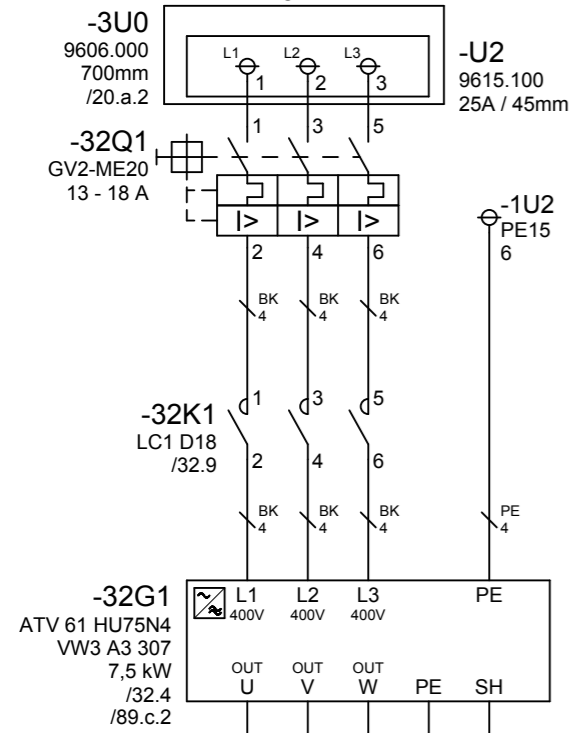 -3U0
9606.000
700mm
/20.a.2
L1 L2 L3
1 2 3
-U2
9615.100
25A / 45mm
-32Q1
GV2-ME20
13 - 18 A
1 3 5
I> I> I>
2 4 6
-1U2
PE15
6
BK BK BK
4 4 4
-32K1
LC1 D18
/32.9
1 3 5
2 4 6
BK BK BK PE
4 4 4 4
-32G1
ATV 61 HU75N4
VW3 A3 307
7,5 kW
/32.4
/89.c.2
L1 L2 L3 PE
400V 400V 400V
OUT OUT OUT
U V W PE SH